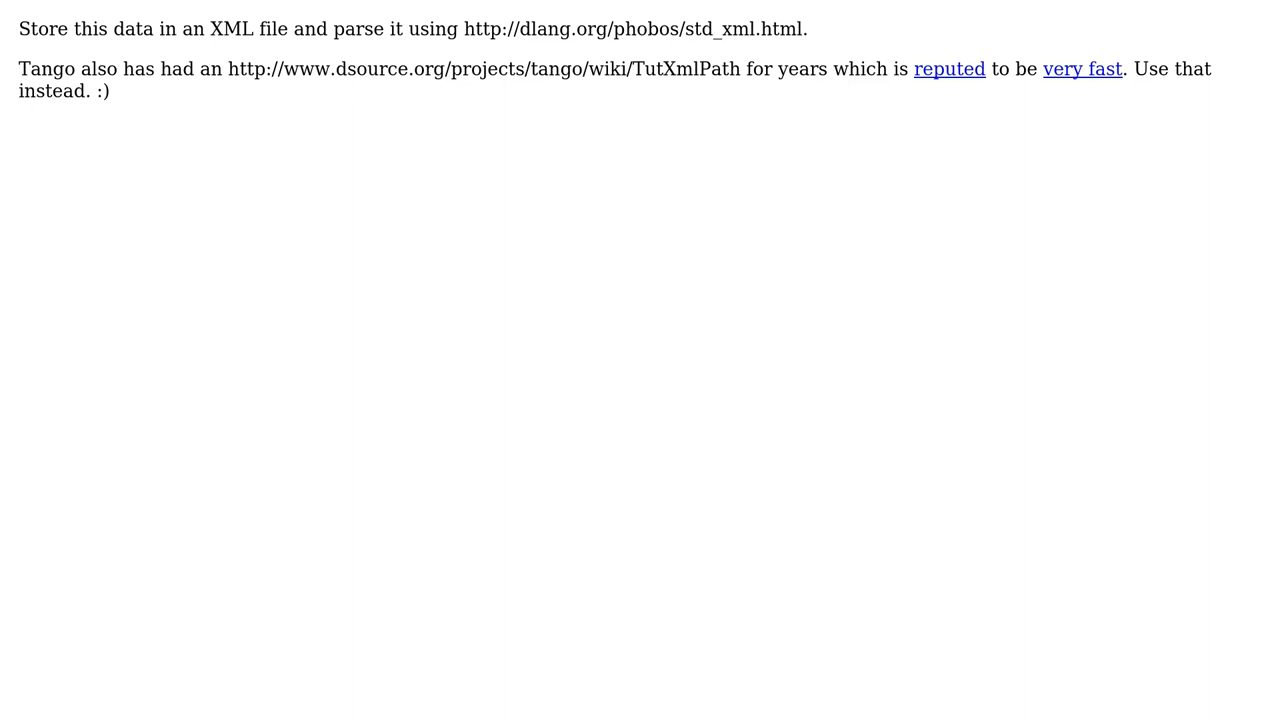 Store this data in an XML file and parse it using http://dlang.org/phobos/std_xml.html.
Tango also has had an http://www.dsource.org/projects/tango/wiki/TutXmlPath for years which is reputed to be very fast. Use that
instead. :)